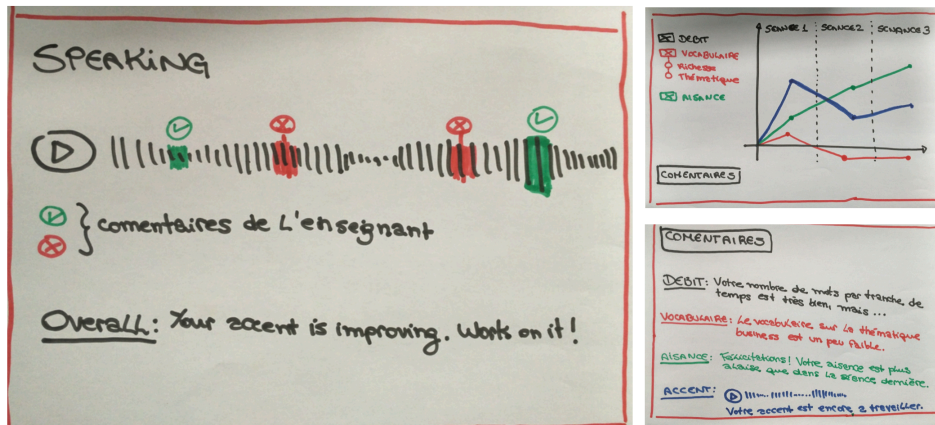 SPEAKING
comentaires de L'enseignant
Overall: Your accent is improving. Work on it!
SEANCE 1 SEANCE 2 SEANCE 3
DEBIT
VOCABULAIRE
Richesse
Thématique
AISANCE
COMENTAIRES
COMENTAIRES
DEBIT: Votre nombre de mots par tranche de
temps est très bien, mais ...
VOCABULAIRE: Le vocabulaire sur la thématique
business est un peu faible.
AISANCE: Félicitations! Votre aisance est plus
que dans la séance dernière.
ACCENT:
Votre accent est encore a travailler.